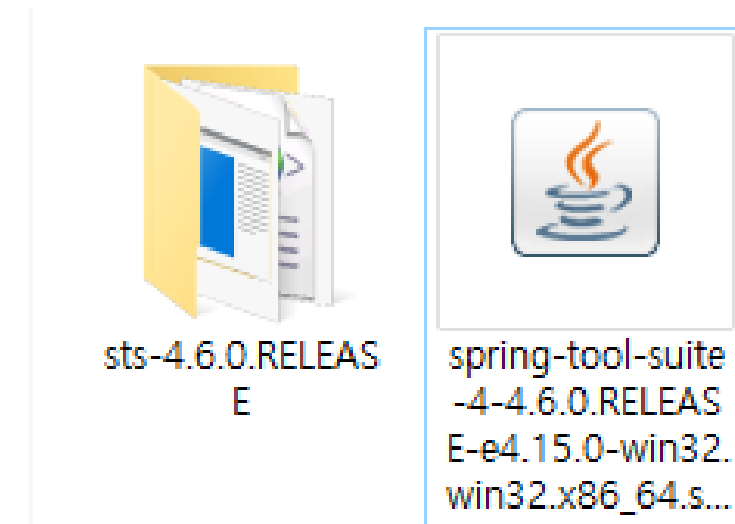 sts-4.6.0.RELEAS
E
spring-tool-suite
-4-4.6.0.RELEAS
E-e4.15.0-win32.
win32.x86_64.s...